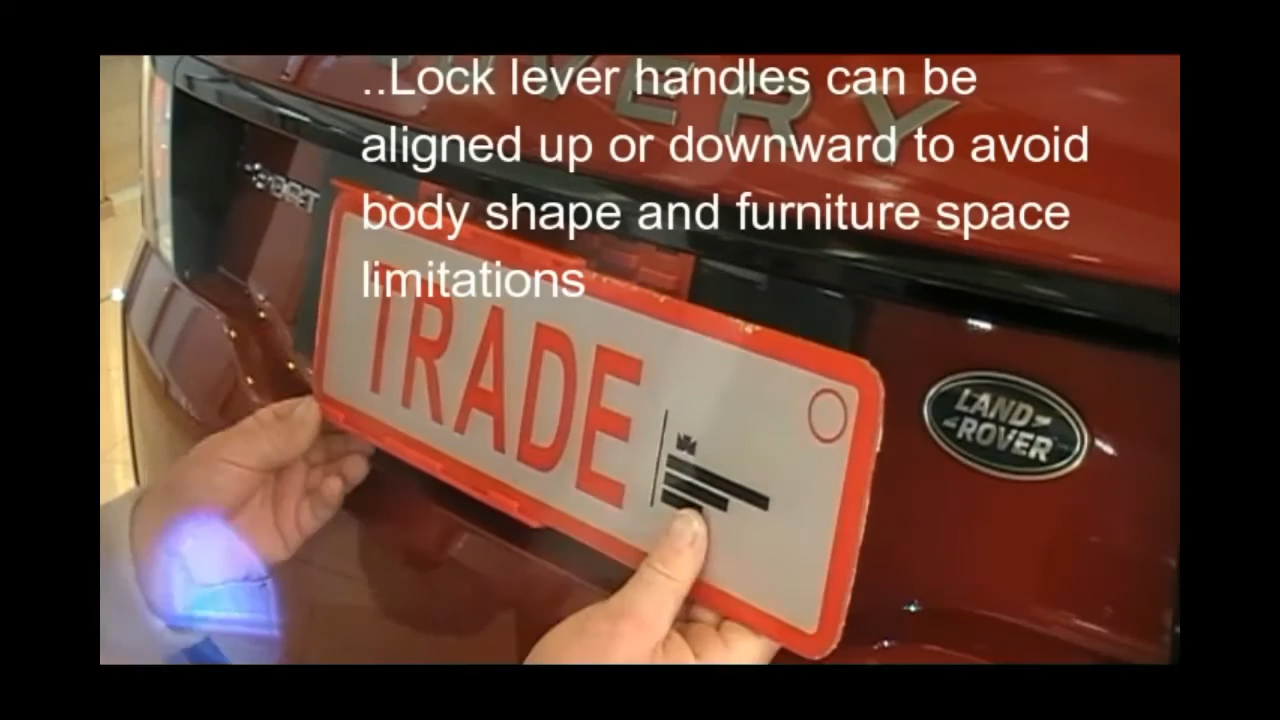 ..Lock lever handles can be
aligned up or downward to avoid
body shape and furniture space
limitations
VERY
TRADE
LAND
ROVER